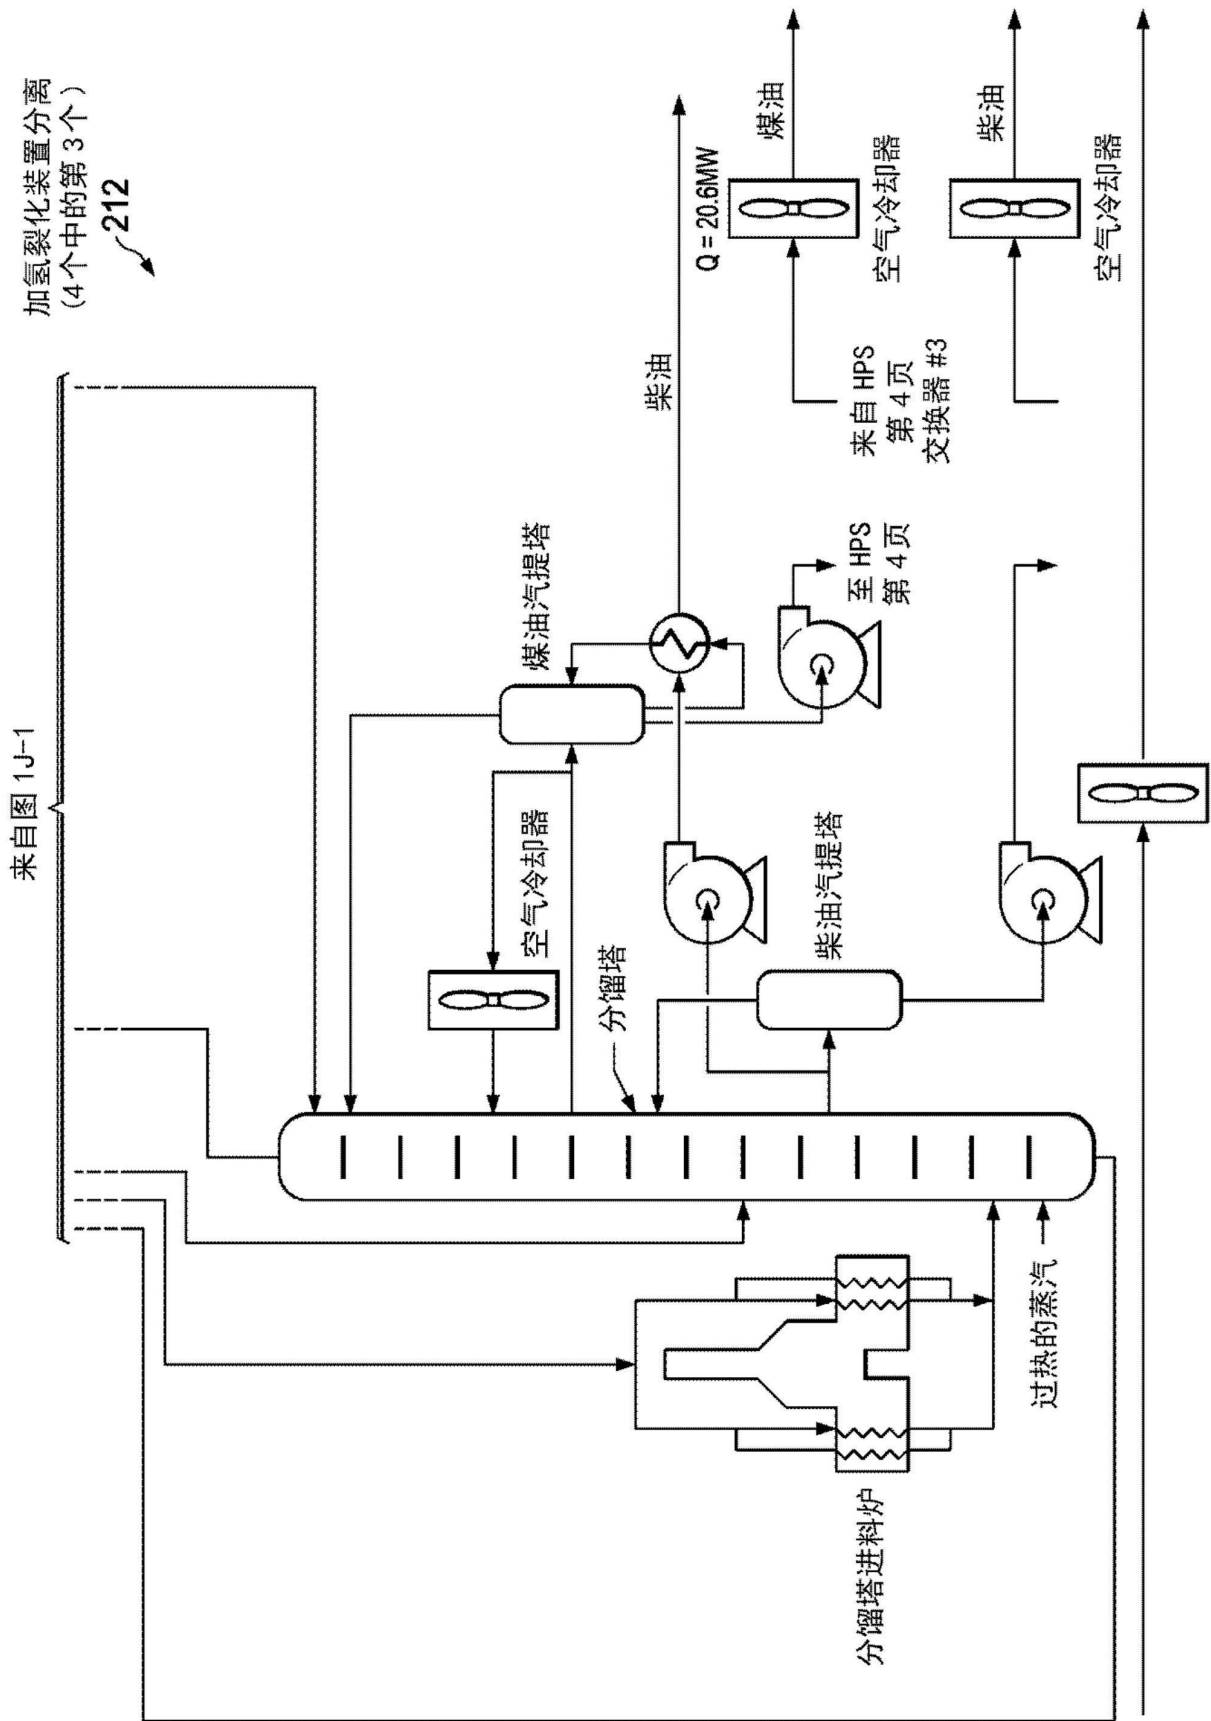 加氢裂化装置分离
(4个中的第3个)
212
来自图 1J-1
煤油汽提塔
空气冷却器
分馏塔
柴油
Q = 20.6MW
煤油
空气冷却器
来自 HPS
第 4 页
交换器 #3
至 HPS
第 4 页
柴油汽提塔
柴油
空气冷却器
过热的蒸汽
分馏塔进料炉